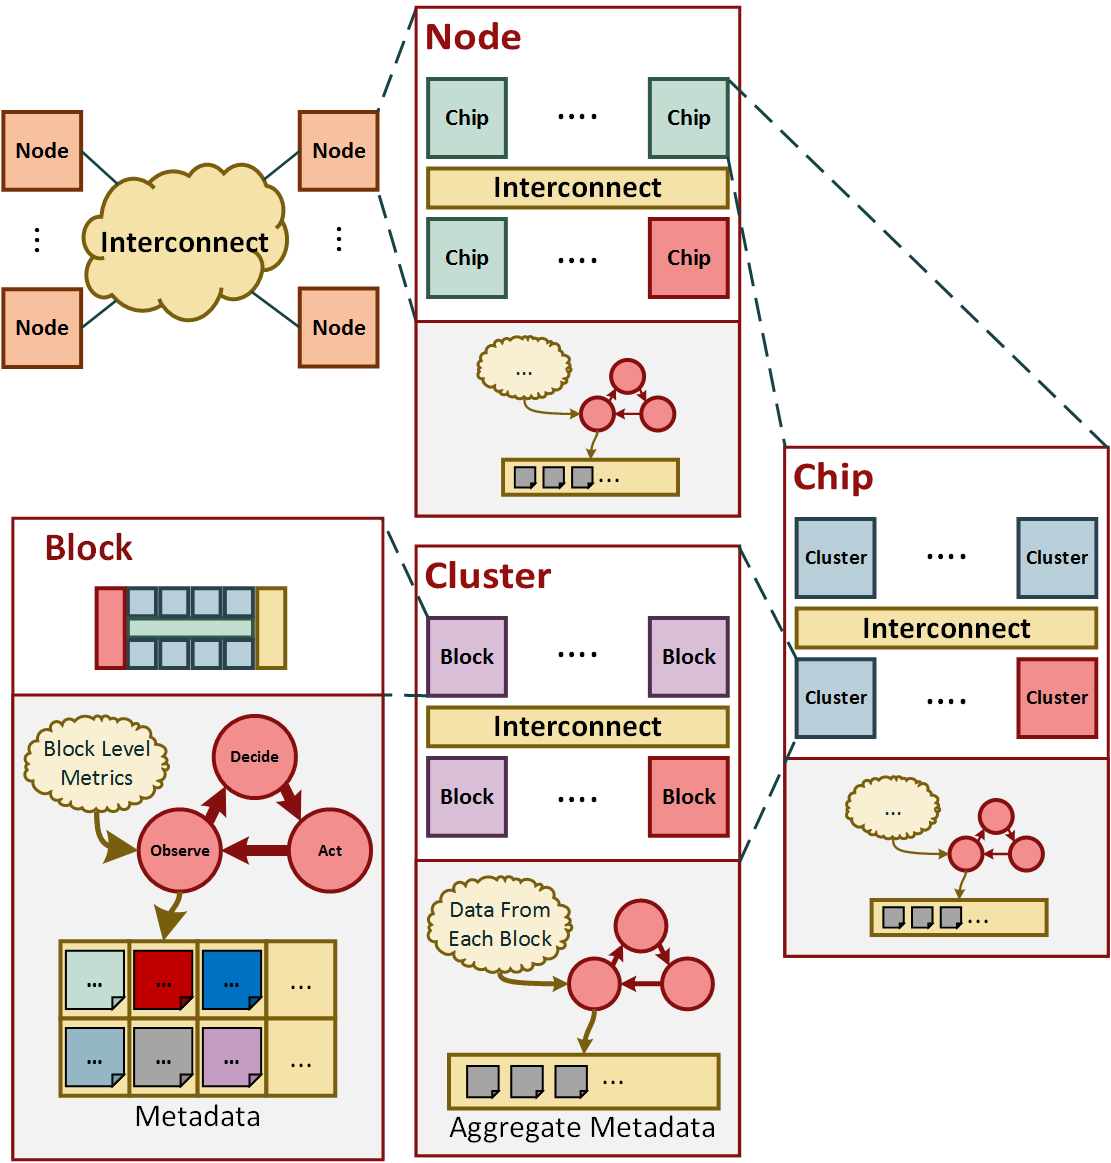 Node
Chip
....
Chip
Interconnect
Chip
....
Chip
...
...
Node
Node
Interconnect
...
...
Node
Node
Chip
Cluster
....
Cluster
Interconnect
Cluster
....
Cluster
...
...
Block
Block Level
Metrics
Decide
Observe
Act
...
...
...
...
...
...
...
...
Metadata
Cluster
Block
....
Block
Interconnect
Block
....
Block
Data From
Each Block
...
Aggregate Metadata